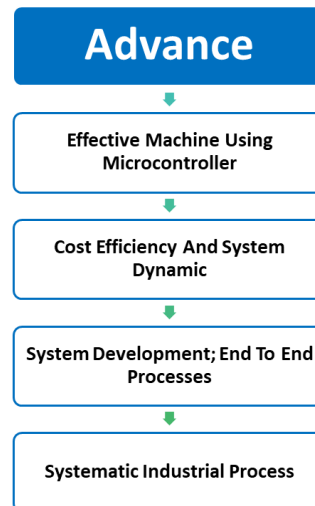 Advance
Effective Machine Using
Microcontroller
Cost Efficiency And System
Dynamic
System Development; End To End
Processes
Systematic Industrial Process